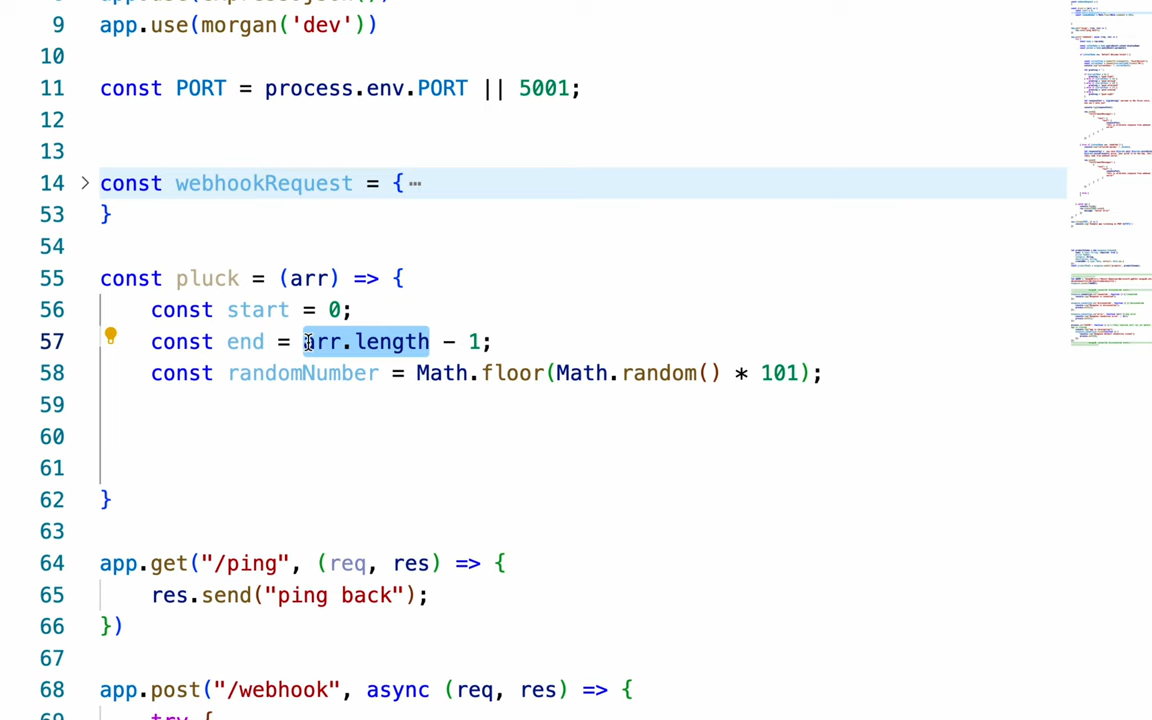 9 app.use(morgan('dev'))
10
11 const PORT = process.env.PORT || 5001;
12
13
14 > const webhookRequest = {···
53 }
54
55 const pluck = (arr) => {
56 const start = 0;
57 const end = arr.length - 1;
58 const randomNumber = Math.floor(Math.random() * 101);
59
60
61
62 }
63
64 app.get("/ping", (req, res) => {
65 res.send("ping back");
66 })
67
68 app.post("/webhook", async (req, res) => {
69 try {